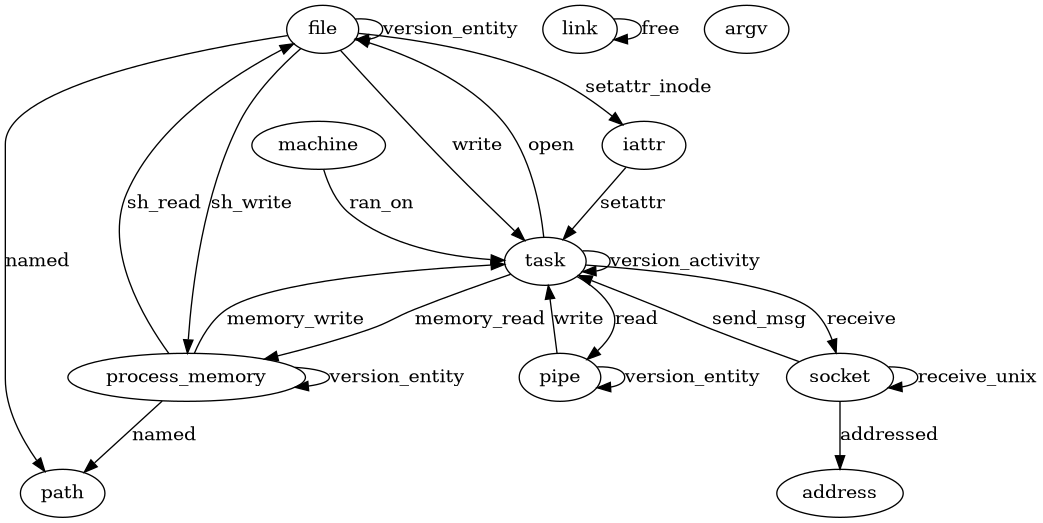 file
version_entity
link
free
argv
setattr_inode
machine
write
open
iattr
sh_read
sh_write
ran_on
setattr
named
task
version_activity
memory_write
memory_read
write
read
send_msg
receive
process_memory
version_entity
pipe
version_entity
socket
receive_unix
named
addressed
path
address